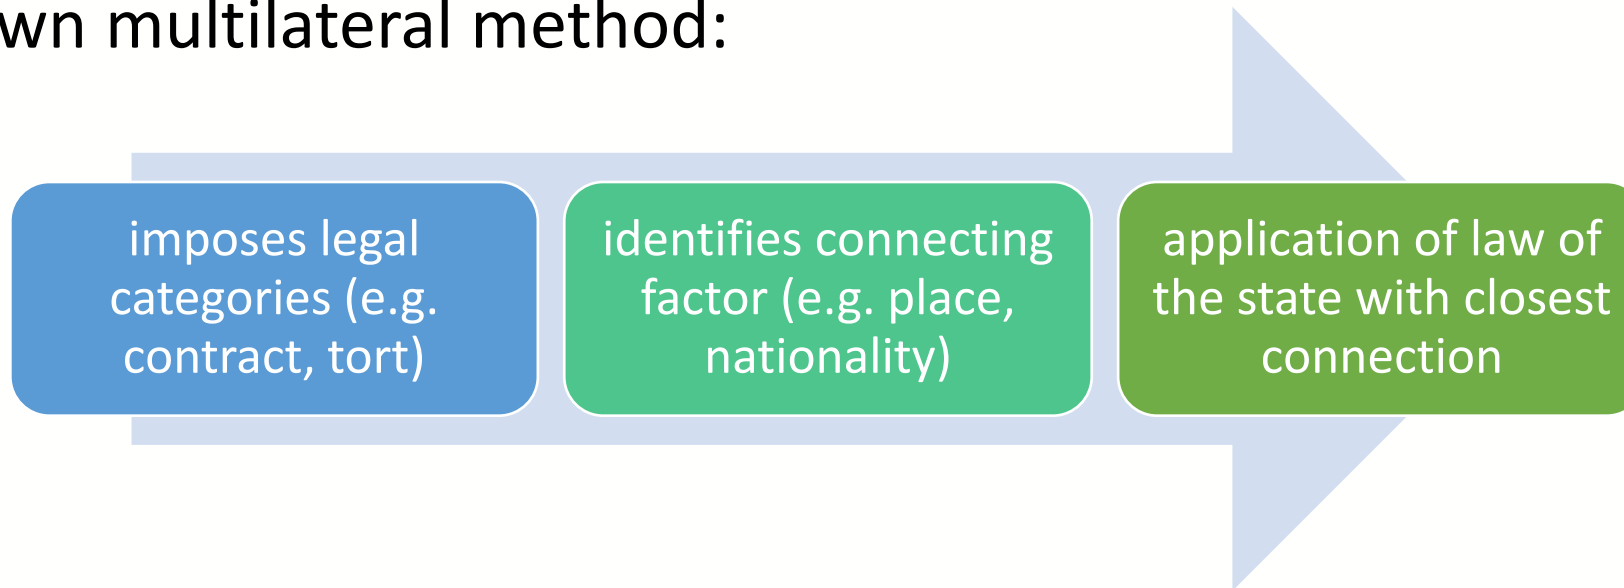 wn multilateral method:
imposes legal
categories (e.g.
contract, tort)
identifies connecting
factor (e.g. place,
nationality)
application of law of
the state with closest
connection